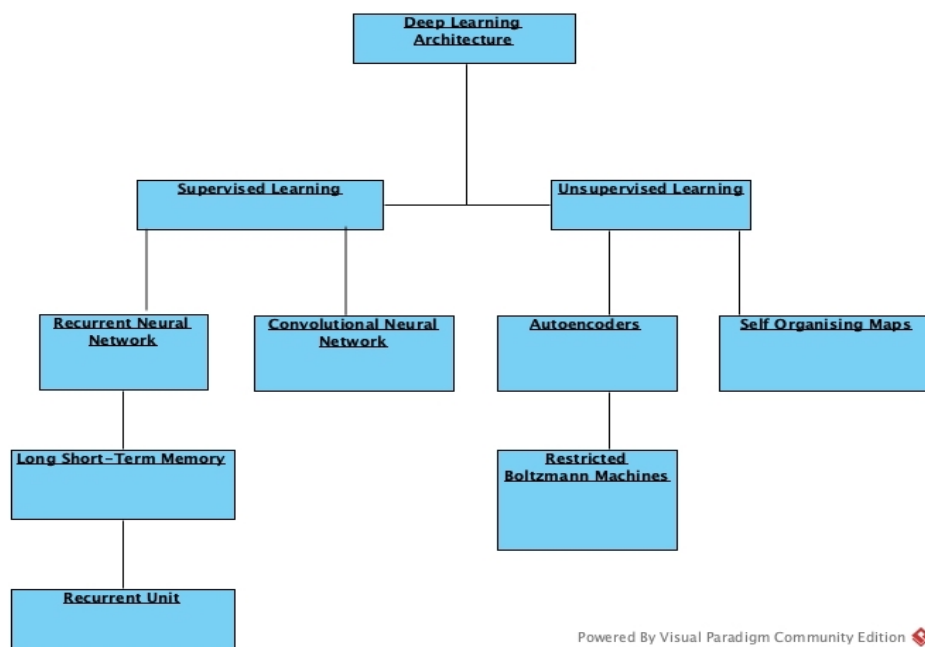 Deep Learning
Architecture
Supervised Learning
Unsupervised Learning
Recurrent Neural
Network
Convolutional Neural
Network
Autoencoders
Self Organising Maps
Long Short-Term Memory
Restricted
Boltzmann Machines
Recurrent Unit
Powered By Visual Paradigm Community Edition